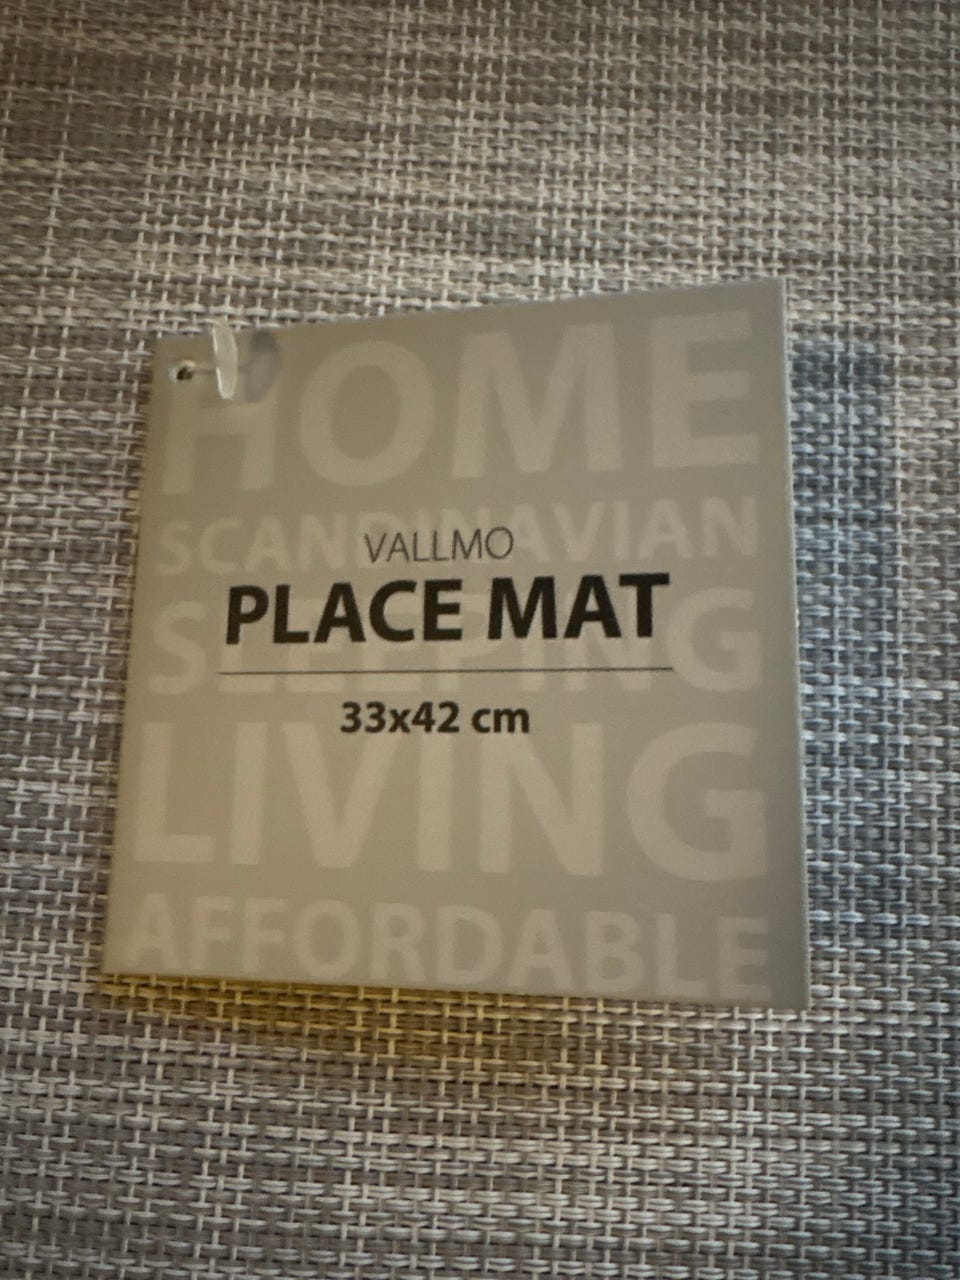 HOME
SCANDINAVIAN
VALLMO
PLACE MAT
SLEEPING
33x42 cm
LIVING
AFFORDABLE